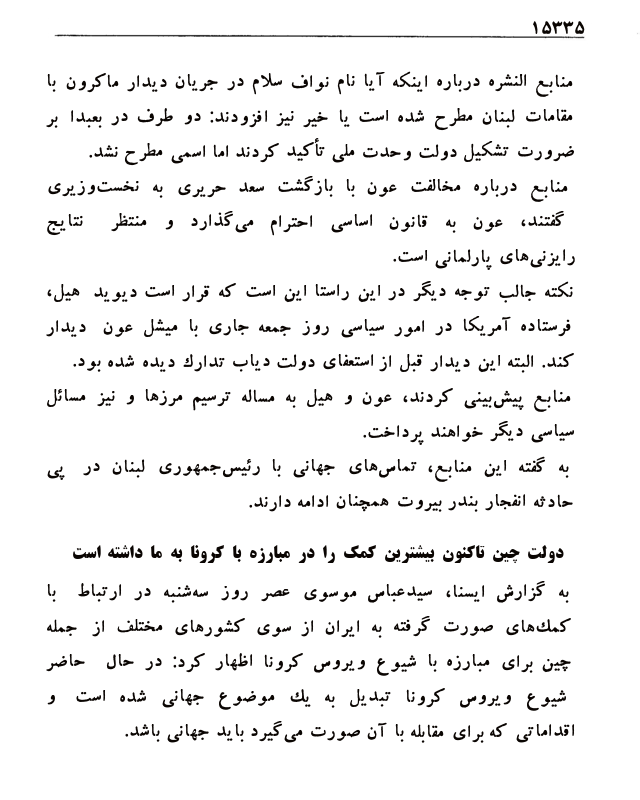 ۱۵۳۳۵
منابع النشره درباره اینکه آیا نام نواف سلام در جریان دیدار ماکرون با
مقامات لبنان مطرح شده است یا خیر نیز افزودند: دو طرف در بعبدا بر
ضرورت تشکیل دولت وحدت ملی تأکید کردند اما اسمی مطرح نشد.
منابع درباره مخالفت عون با بازگشت سعد حریری به نخست‌وزیری
گفتند، عون به قانون اساسی احترام می‌گذارد و منتظر نتایج
رایزنی‌های پارلمانی است.
نکته جالب توجه دیگر در این راستا این است که قرار است دیوید هیل،
فرستاده آمریکا در امور سیاسی روز جمعه جاری با میشل عون دیدار
کند. البته این دیدار قبل از استعفای دولت دیاب تدارك دیده شده بود.
منابع پیش‌بینی کردند، عون و هیل به مساله ترسیم مرزها و نیز مسائل
سیاسی دیگر خواهند پرداخت.
به گفته این منابع، تماس‌های جهانی با رئیس‌جمهوری لبنان در پی
حادثه انفجار بندر بیروت همچنان ادامه دارند.
دولت چین تاکنون بیشترین کمک را در مبارزه با کرونا به ما داشته است
به گزارش ایسنا، سیدعباس موسوی عصر روز سه‌شنبه در ارتباط با
کمك‌های صورت گرفته به ایران از سوی کشورهای مختلف از جمله
چین برای مبارزه با شیوع ویروس کرونا اظهار کرد: در حال حاضر
شیوع ویروس کرونا تبدیل به یك موضوع جهانی شده است و
اقداماتی که برای مقابله با آن صورت می‌گیرد باید جهانی باشد.